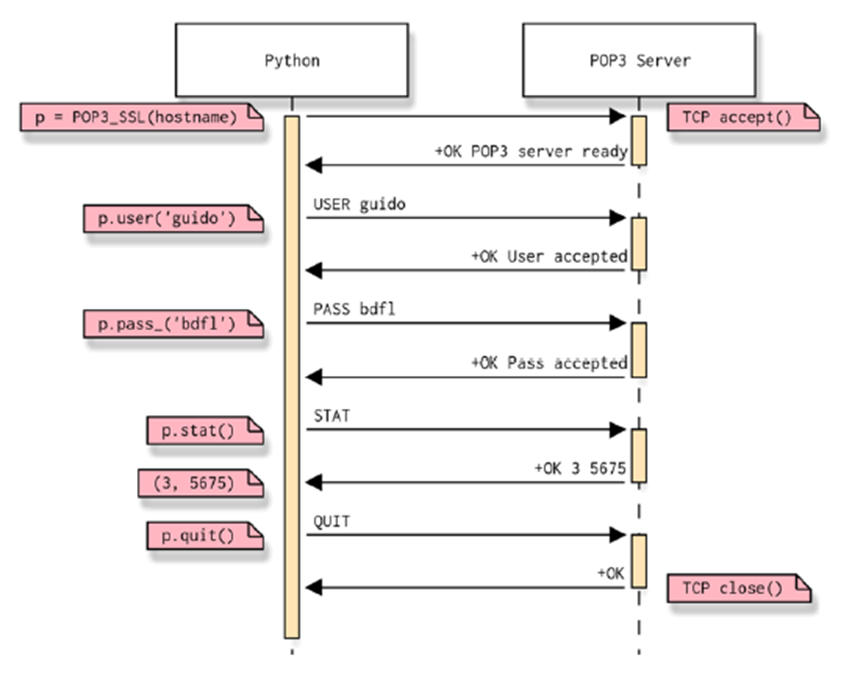 Python
POP3 Server
p = POP3_SSL(hostname)
TCP accept()
+OK POP3 server ready
USER guido
p.user('guido')
+OK User accepted
PASS bdfl
p.pass_('bdfl')
+OK Pass accepted
STAT
p.stat()
+OK 3 5675
(3, 5675)
QUIT
p.quit()
+OK
TCP close()